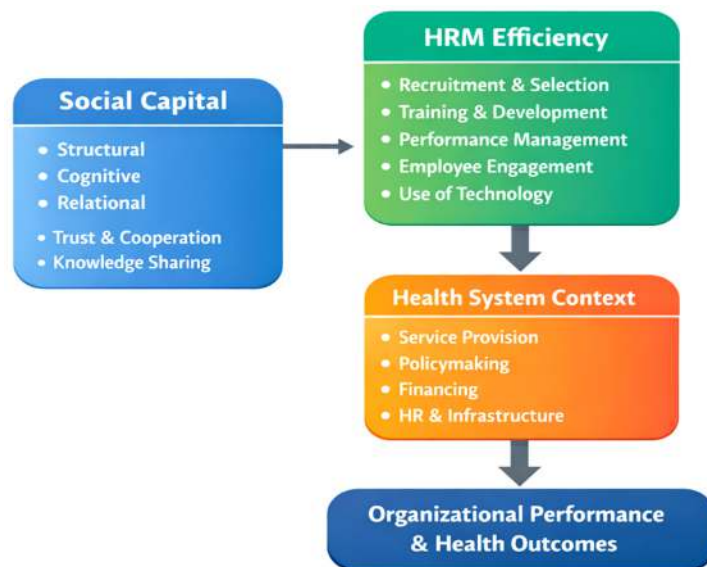 Social Capital
• Structural
• Cognitive
• Relational
• Trust & Cooperation
• Knowledge Sharing
HRM Efficiency
• Recruitment & Selection
• Training & Development
• Performance Management
• Employee Engagement
• Use of Technology
Health System Context
• Service Provision
• Policymaking
• Financing
• HR & Infrastructure
Organizational Performance
& Health Outcomes